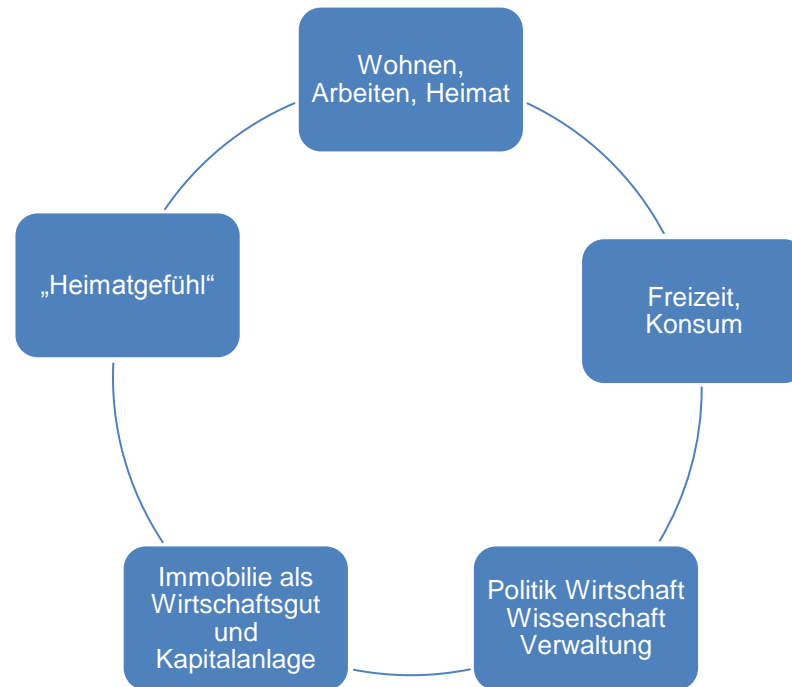 Wohnen,
Arbeiten, Heimat
„Heimatgefühl“
Freizeit,
Konsum
Immobilie als
Wirtschaftsgut
und
Kapitalanlage
Politik Wirtschaft
Wissenschaft
Verwaltung